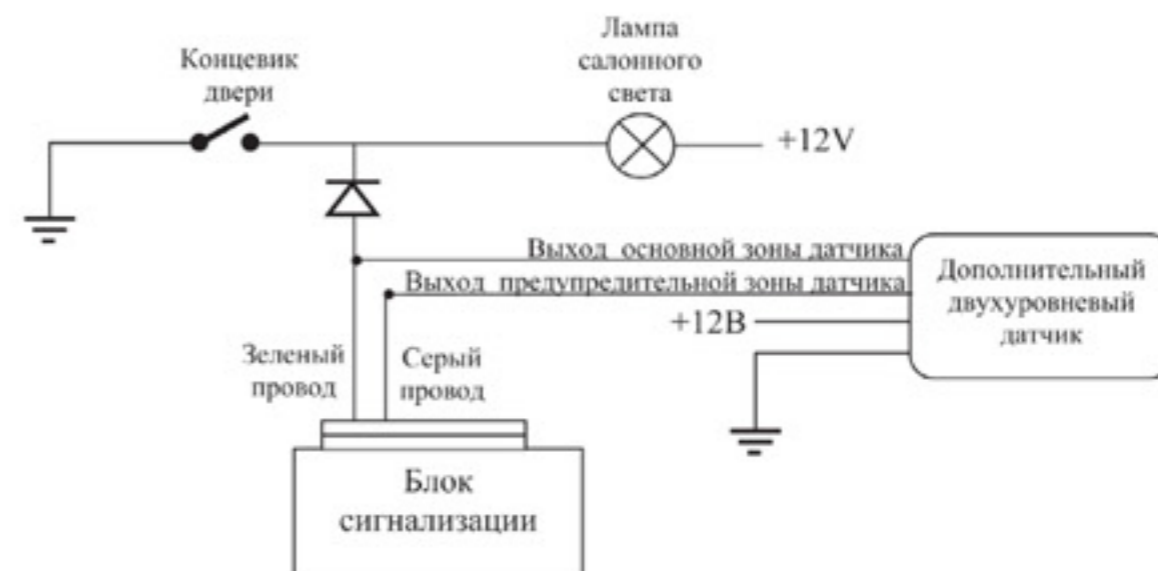 Концевик
двери
Лампа
салонного
света
+12V
Выход основной зоны датчика
Выход предупредительной зоны датчика
+12В
Дополнительный
двухуровневый
датчик
Зеленый
провод
Серый
провод
Блок
сигнализации